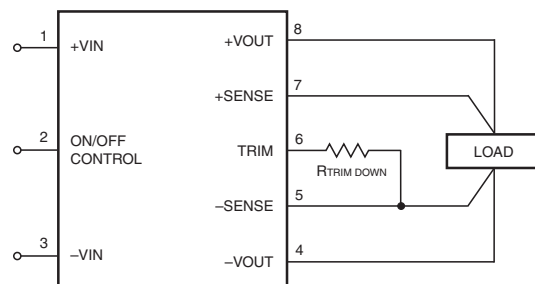 1 +VIN +VOUT 8
+SENSE 7
2 ON/OFF
CONTROL TRIM 6
RTRIM DOWN
LOAD
–SENSE 5
3 –VIN –VOUT 4